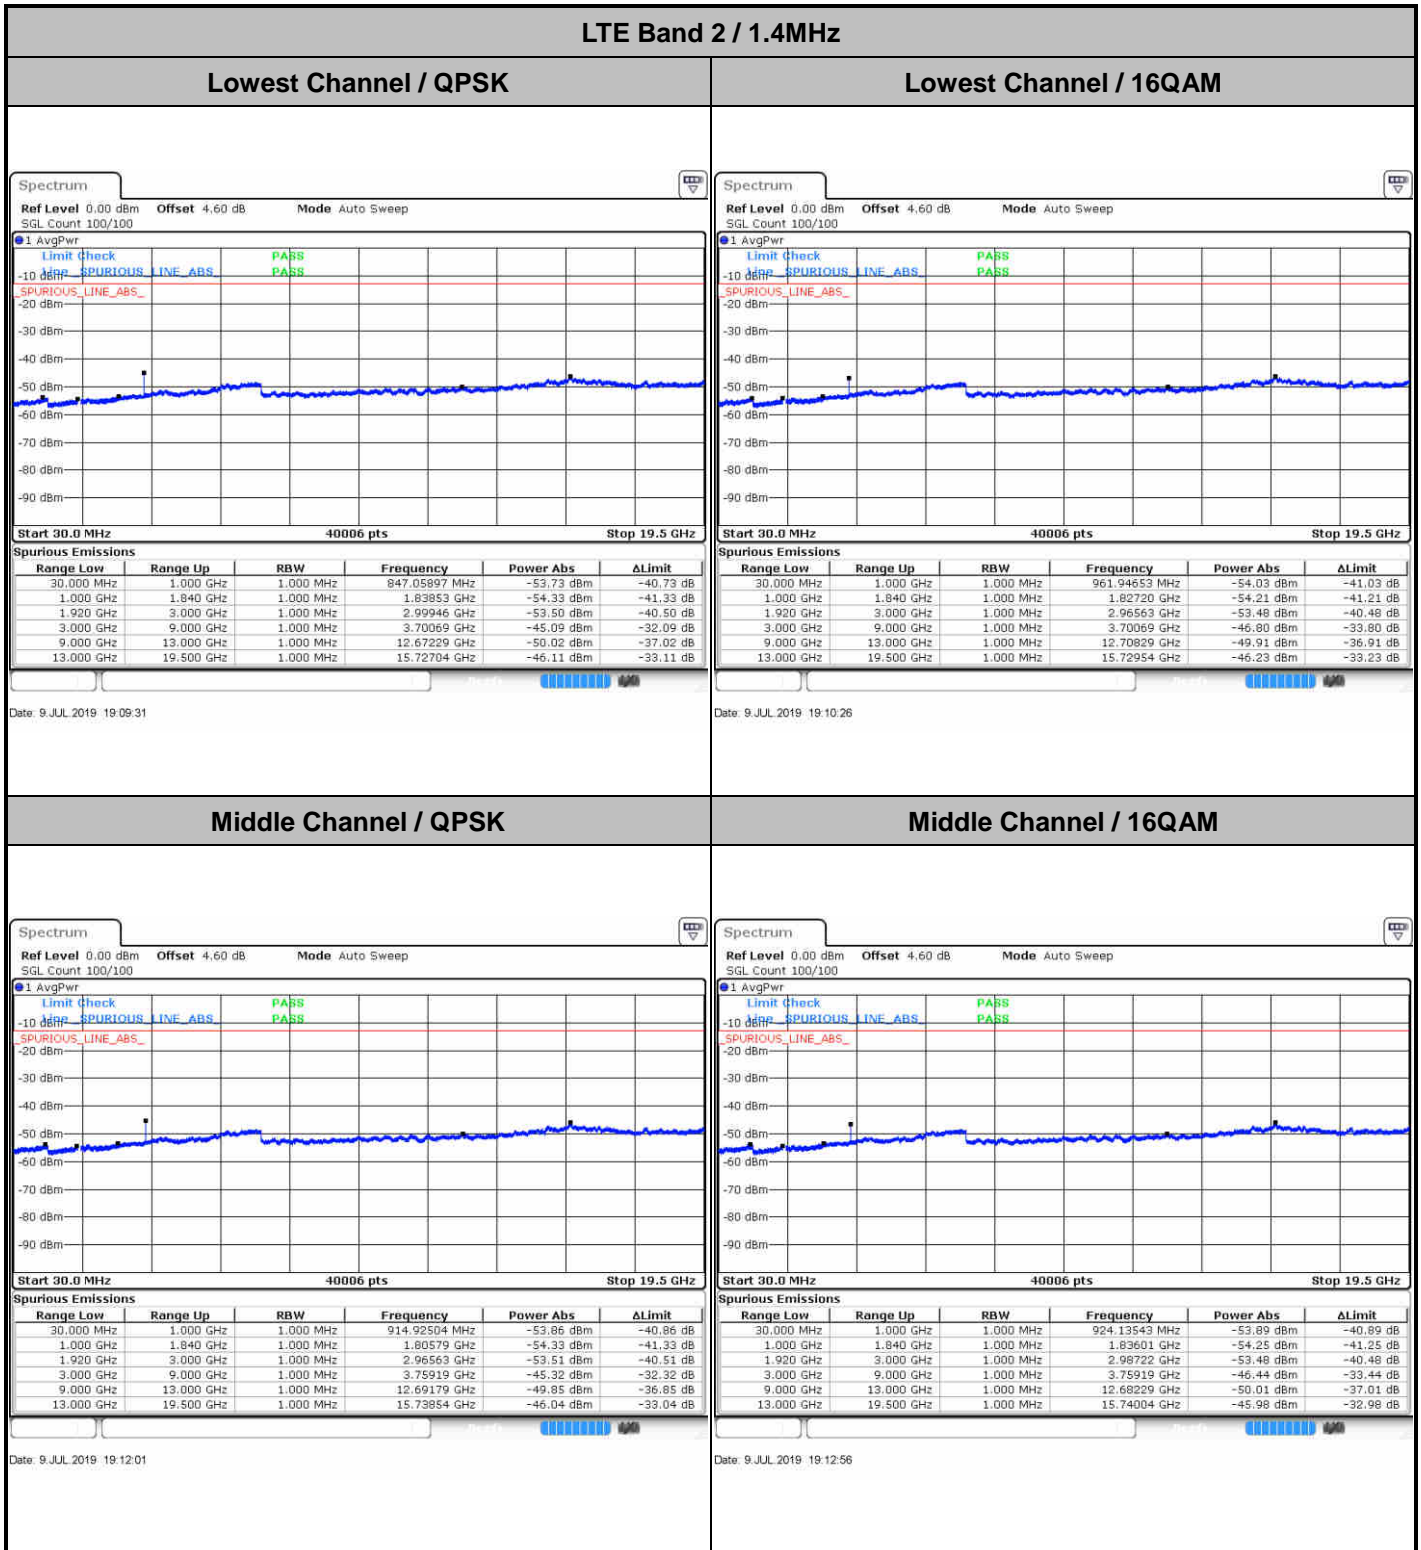 LTE Band 2 / 1.4MHz
Lowest Channel / QPSK
Lowest Channel / 16QAM
Spectrum
Ref Level 0.00 dBm Offset 4.60 dB Mode Auto Sweep
SGL Count 100/100
1 AvgPwr
Limit Check PASS
Line _SPURIOUS_LINE_ABS_ PASS
-10 dBm
_SPURIOUS_LINE_ABS_
-20 dBm
-30 dBm
-40 dBm
-50 dBm
-60 dBm
-70 dBm
-80 dBm
-90 dBm
Start 30.0 MHz 40006 pts Stop 19.5 GHz
Spurious Emissions
Range Low Range Up RBW Frequency Power Abs ΔLimit
30.000 MHz 1.000 GHz 1.000 MHz 847.05897 MHz -53.73 dBm -40.73 dB
1.000 GHz 1.840 GHz 1.000 MHz 1.83853 GHz -54.33 dBm -41.33 dB
1.920 GHz 3.000 GHz 1.000 MHz 2.99946 GHz -53.50 dBm -40.50 dB
3.000 GHz 9.000 GHz 1.000 MHz 3.70069 GHz -45.09 dBm -32.09 dB
9.000 GHz 13.000 GHz 1.000 MHz 12.67229 GHz -50.02 dBm -37.02 dB
13.000 GHz 19.500 GHz 1.000 MHz 15.72704 GHz -46.11 dBm -33.11 dB
Date: 9.JUL.2019 19:09:31
Spectrum
Ref Level 0.00 dBm Offset 4.60 dB Mode Auto Sweep
SGL Count 100/100
1 AvgPwr
Limit Check PASS
Line _SPURIOUS_LINE_ABS_ PASS
-10 dBm
_SPURIOUS_LINE_ABS_
-20 dBm
-30 dBm
-40 dBm
-50 dBm
-60 dBm
-70 dBm
-80 dBm
-90 dBm
Start 30.0 MHz 40006 pts Stop 19.5 GHz
Spurious Emissions
Range Low Range Up RBW Frequency Power Abs ΔLimit
30.000 MHz 1.000 GHz 1.000 MHz 961.94653 MHz -54.03 dBm -41.03 dB
1.000 GHz 1.840 GHz 1.000 MHz 1.82720 GHz -54.21 dBm -41.21 dB
1.920 GHz 3.000 GHz 1.000 MHz 2.96563 GHz -53.48 dBm -40.48 dB
3.000 GHz 9.000 GHz 1.000 MHz 3.70069 GHz -46.80 dBm -33.80 dB
9.000 GHz 13.000 GHz 1.000 MHz 12.70829 GHz -49.91 dBm -36.91 dB
13.000 GHz 19.500 GHz 1.000 MHz 15.72954 GHz -46.23 dBm -33.23 dB
Date: 9.JUL.2019 19:10:26
Middle Channel / QPSK
Middle Channel / 16QAM
Spectrum
Ref Level 0.00 dBm Offset 4.60 dB Mode Auto Sweep
SGL Count 100/100
1 AvgPwr
Limit Check PASS
Line _SPURIOUS_LINE_ABS_ PASS
-10 dBm
_SPURIOUS_LINE_ABS_
-20 dBm
-30 dBm
-40 dBm
-50 dBm
-60 dBm
-70 dBm
-80 dBm
-90 dBm
Start 30.0 MHz 40006 pts Stop 19.5 GHz
Spurious Emissions
Range Low Range Up RBW Frequency Power Abs ΔLimit
30.000 MHz 1.000 GHz 1.000 MHz 914.92504 MHz -53.86 dBm -40.86 dB
1.000 GHz 1.840 GHz 1.000 MHz 1.80579 GHz -54.33 dBm -41.33 dB
1.920 GHz 3.000 GHz 1.000 MHz 2.96563 GHz -53.51 dBm -40.51 dB
3.000 GHz 9.000 GHz 1.000 MHz 3.75919 GHz -45.32 dBm -32.32 dB
9.000 GHz 13.000 GHz 1.000 MHz 12.69179 GHz -49.85 dBm -36.85 dB
13.000 GHz 19.500 GHz 1.000 MHz 15.73854 GHz -46.04 dBm -33.04 dB
Date: 9.JUL.2019 19:12:01
Spectrum
Ref Level 0.00 dBm Offset 4.60 dB Mode Auto Sweep
SGL Count 100/100
1 AvgPwr
Limit Check PASS
Line _SPURIOUS_LINE_ABS_ PASS
-10 dBm
_SPURIOUS_LINE_ABS_
-20 dBm
-30 dBm
-40 dBm
-50 dBm
-60 dBm
-70 dBm
-80 dBm
-90 dBm
Start 30.0 MHz 40006 pts Stop 19.5 GHz
Spurious Emissions
Range Low Range Up RBW Frequency Power Abs ΔLimit
30.000 MHz 1.000 GHz 1.000 MHz 924.13543 MHz -53.89 dBm -40.89 dB
1.000 GHz 1.840 GHz 1.000 MHz 1.83601 GHz -54.25 dBm -41.25 dB
1.920 GHz 3.000 GHz 1.000 MHz 2.98722 GHz -53.48 dBm -40.48 dB
3.000 GHz 9.000 GHz 1.000 MHz 3.75919 GHz -46.44 dBm -33.44 dB
9.000 GHz 13.000 GHz 1.000 MHz 12.68229 GHz -50.01 dBm -37.01 dB
13.000 GHz 19.500 GHz 1.000 MHz 15.74004 GHz -45.98 dBm -32.98 dB
Date: 9.JUL.2019 19:12:56